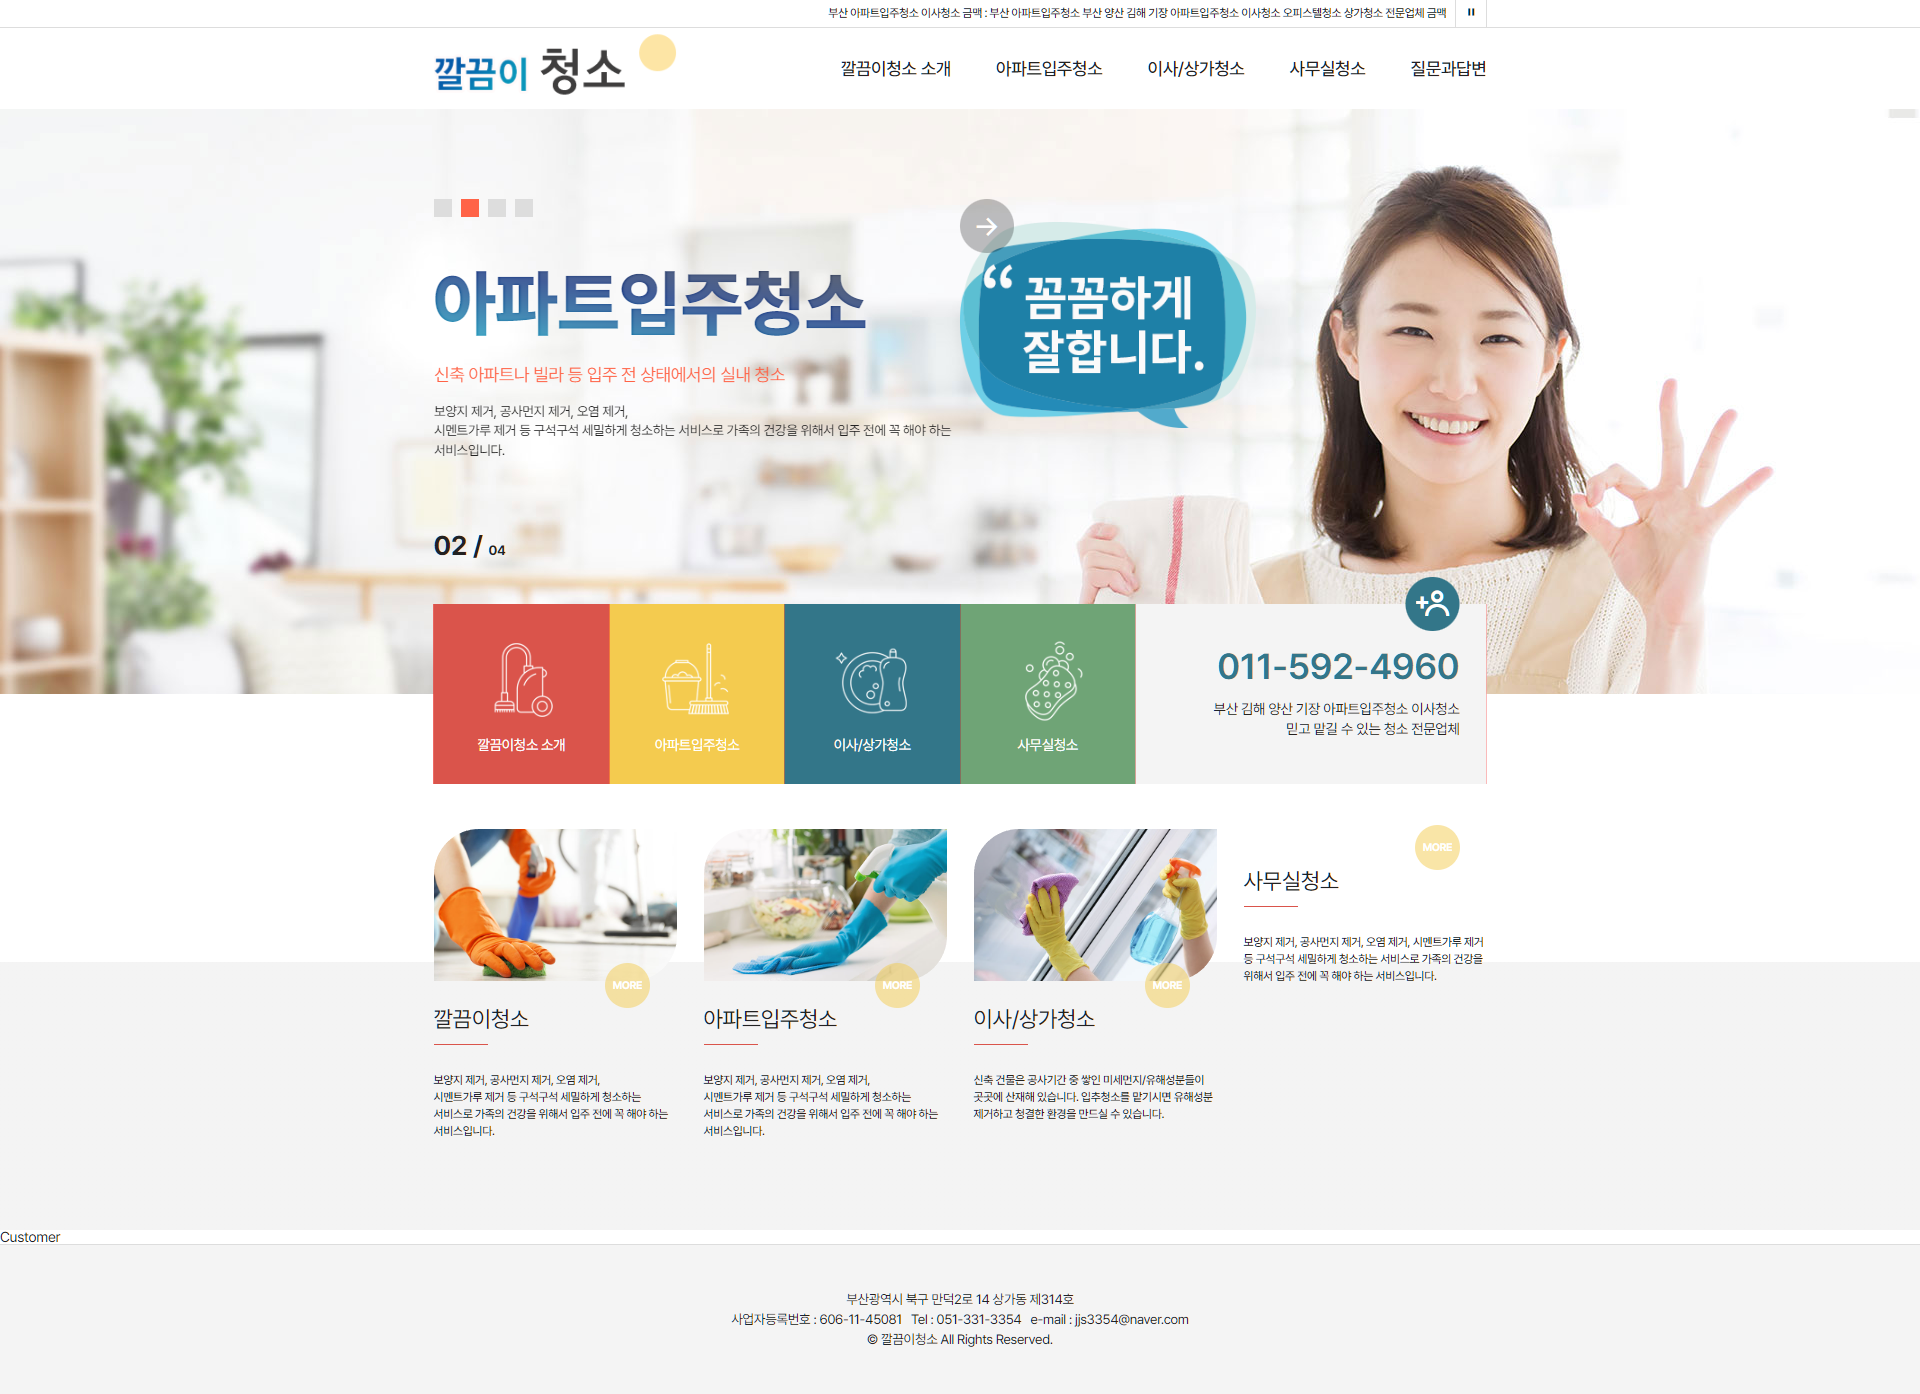 부산 아파트입주청소 이사청소 금맥 : 부산 아파트입주청소 부산 양산 김해 기장 아파트입주청소 이사청소 오피스텔청소 상가청소 전문업체 금맥
깔끔이 청소
깔끔이청소 소개
아파트입주청소
이사/상가청소
사무실청소
질문과답변
아파트입주청소
신축 아파트나 빌라 등 입주 전 상태에서의 실내 청소
보양지 제거, 공사먼지 제거, 오염 제거,
시멘트가루 제거 등 구석구석 세밀하게 청소하는 서비스로 가족의 건강을 위해서 입주 전에 꼭 해야 하는
서비스입니다.
02 / 04
“ 꼼꼼하게
잘합니다.
깔끔이청소 소개
아파트입주청소
이사/상가청소
사무실청소
011-592-4960
부산 김해 양산 기장 아파트입주청소 이사청소
믿고 맡길 수 있는 청소 전문업체
MORE
깔끔이청소
보양지 제거, 공사먼지 제거, 오염 제거,
시멘트가루 제거 등 구석구석 세밀하게 청소하는
서비스로 가족의 건강을 위해서 입주 전에 꼭 해야 하는
서비스입니다.
MORE
아파트입주청소
보양지 제거, 공사먼지 제거, 오염 제거,
시멘트가루 제거 등 구석구석 세밀하게 청소하는
서비스로 가족의 건강을 위해서 입주 전에 꼭 해야 하는
서비스입니다.
MORE
이사/상가청소
신축 건물은 공사기간 중 쌓인 미세먼지/유해성분들이
곳곳에 산재해 있습니다. 입추청소를 맡기시면 유해성분
제거하고 청결한 환경을 만드실 수 있습니다.
MORE
사무실청소
보양지 제거, 공사먼지 제거, 오염 제거, 시멘트가루 제거
등 구석구석 세밀하게 청소하는 서비스로 가족의 건강을
위해서 입주 전에 꼭 해야 하는 서비스입니다.
Customer
부산광역시 북구 만덕2로 14 상가동 제314호
사업자등록번호 : 606-11-45081 Tel : 051-331-3354 e-mail : jjs3354@naver.com
© 깔끔이청소 All Rights Reserved.